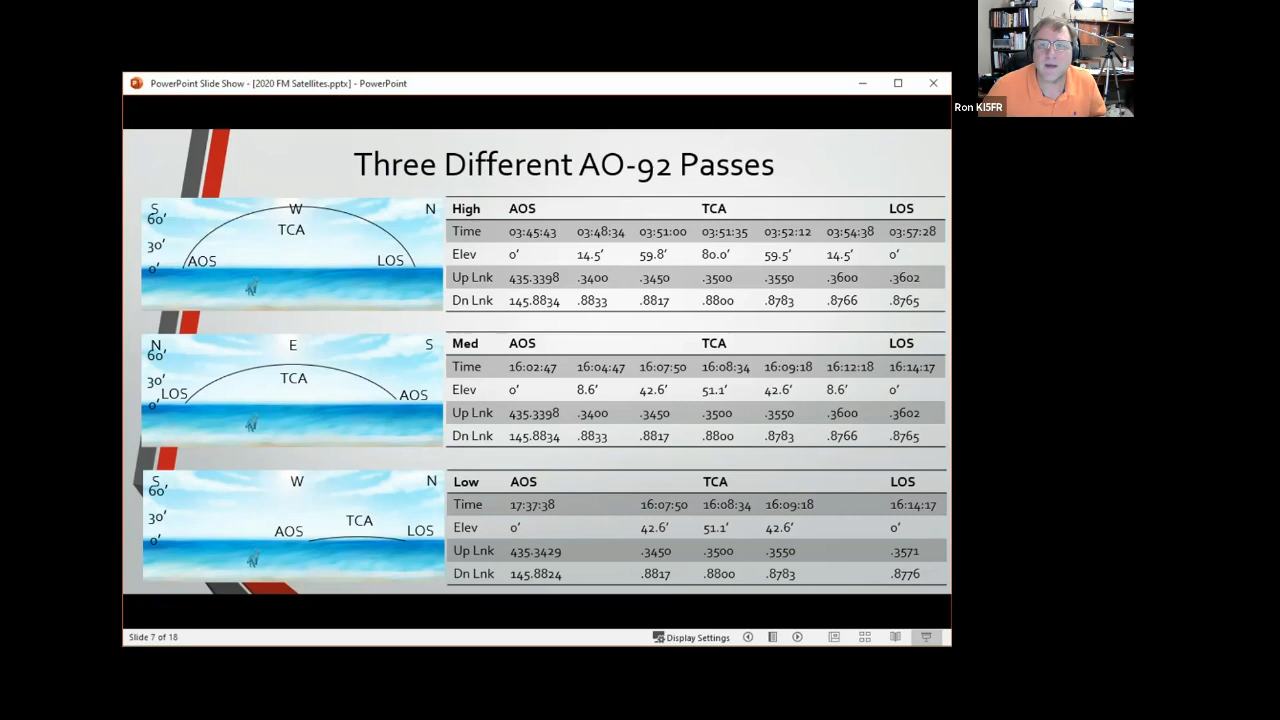 PowerPoint Slide Show - [2020 FM Satellites.pptx] - PowerPoint
Ron KI5FR
Three Different AO-92 Passes
S W N
60’
TCA
30’
AOS LOS
0’
High AOS TCA LOS
Time 03:45:43 03:48:34 03:51:00 03:51:35 03:52:12 03:54:38 03:57:28
Elev 0’ 14.5’ 59.8’ 80.0’ 59.5’ 14.5’ 0’
Up Lnk 435.3398 .3400 .3450 .3500 .3550 .3600 .3602
Dn Lnk 145.8834 .8833 .8817 .8800 .8783 .8766 .8765
N E S
60’
TCA
30’
LOS AOS
0’
Med AOS TCA LOS
Time 16:02:47 16:04:47 16:07:50 16:08:34 16:09:18 16:12:18 16:14:17
Elev 0’ 8.6’ 42.6’ 51.1’ 42.6’ 8.6’ 0’
Up Lnk 435.3398 .3400 .3450 .3500 .3550 .3600 .3602
Dn Lnk 145.8834 .8833 .8817 .8800 .8783 .8766 .8765
S W N
60’
30’ TCA
AOS LOS
0’
Low AOS TCA LOS
Time 17:37:38 16:07:50 16:08:34 16:09:18 16:14:17
Elev 0’ 42.6’ 51.1’ 42.6’ 0’
Up Lnk 435.3429 .3450 .3500 .3550 .3571
Dn Lnk 145.8824 .8817 .8800 .8783 .8776
Slide 7 of 18
Display Settings